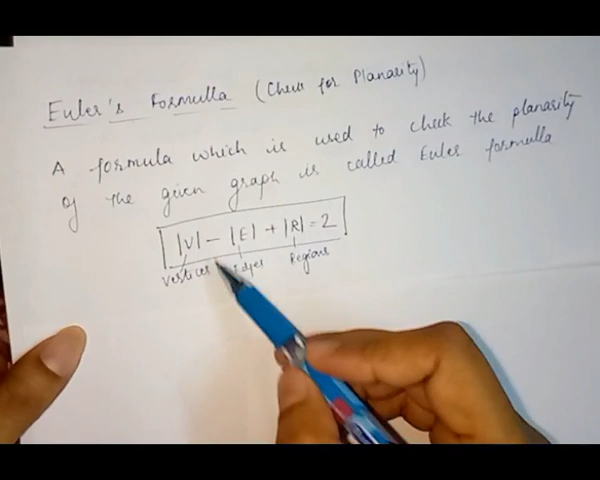 Euler's Formulla (Check for Planarity)
A formula which is used to check the planarity
of the given graph is called Euler formulla
|V| - |E| + |R| = 2
Vertices Edges Regions